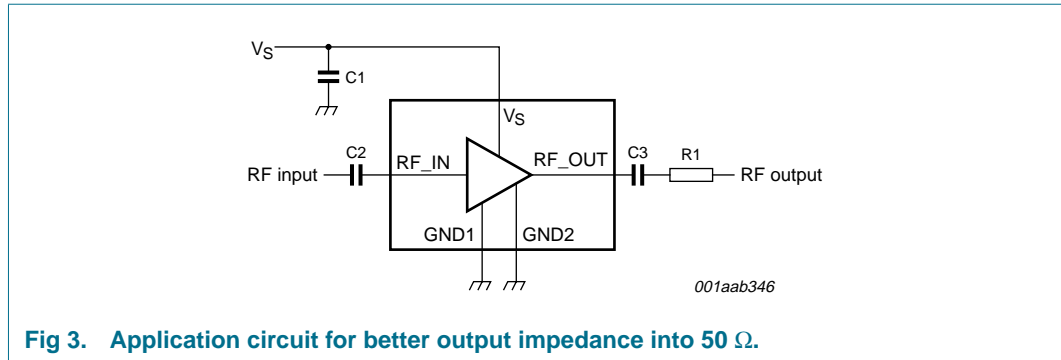 VS
C1
VS
C2
RF_IN
RF_OUT
C3
R1
RF input
RF output
GND1
GND2
001aab346
Fig 3. Application circuit for better output impedance into 50 Ω.